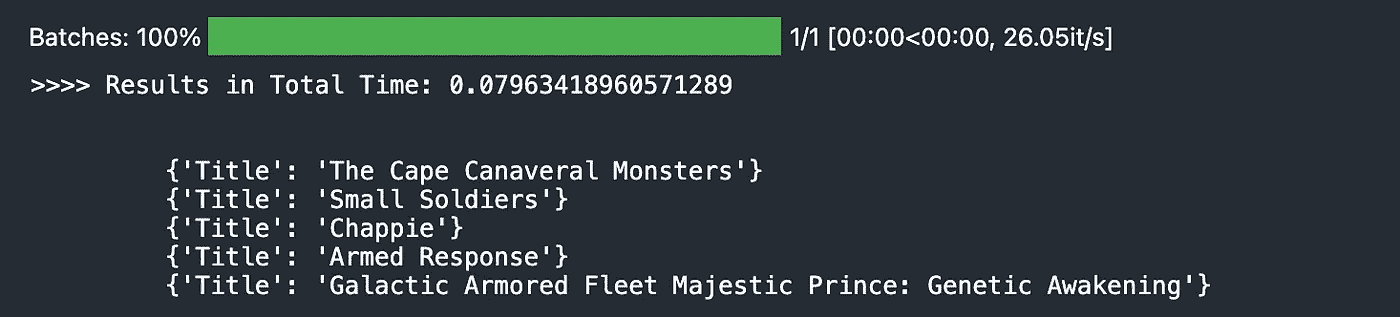 Batches: 100% 1/1 [00:00<00:00, 26.05it/s]
>>>> Results in Total Time: 0.07963418960571289
{'Title': 'The Cape Canaveral Monsters'}
{'Title': 'Small Soldiers'}
{'Title': 'Chappie'}
{'Title': 'Armed Response'}
{'Title': 'Galactic Armored Fleet Majestic Prince: Genetic Awakening'}